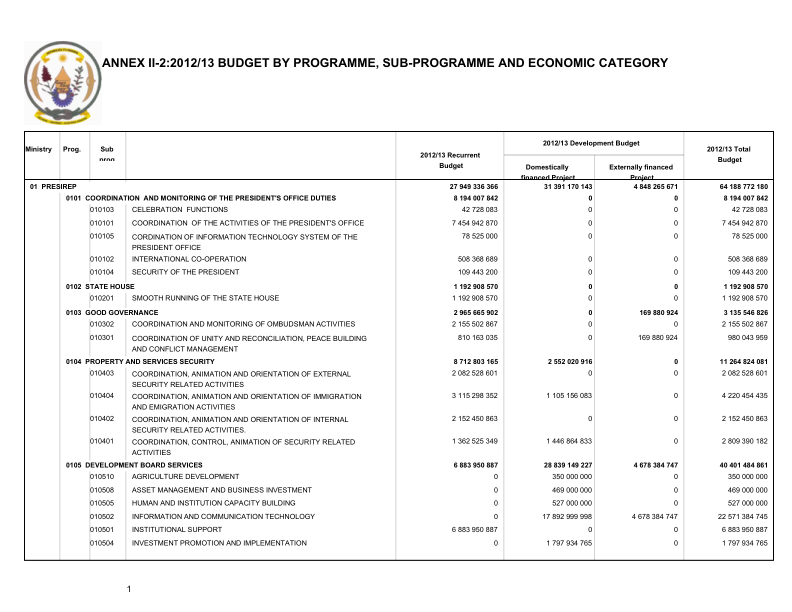 ANNEX II-2:2012/13 BUDGET BY PROGRAMME, SUB-PROGRAMME AND ECONOMIC CATEGORY
Ministry Prog. Sub prog 2012/13 Recurrent Budget 2012/13 Development Budget 2012/13 Total Budget
Domestically financed Project Externally financed Project
01 PRESIREP 27 949 336 366 31 391 170 143 4 848 265 671 64 188 772 180
0101 COORDINATION AND MONITORING OF THE PRESIDENT'S OFFICE DUTIES 8 194 007 842 0 0 8 194 007 842
010103 CELEBRATION FUNCTIONS 42 728 083 0 0 42 728 083
010101 COORDINATION OF THE ACTIVITIES OF THE PRESIDENT'S OFFICE 7 454 942 870 0 0 7 454 942 870
010105 CORDINATION OF INFORMATION TECHNOLOGY SYSTEM OF THE 78 525 000 0 0 78 525 000
PRESIDENT OFFICE
010102 INTERNATIONAL CO-OPERATION 508 368 689 0 0 508 368 689
010104 SECURITY OF THE PRESIDENT 109 443 200 0 0 109 443 200
0102 STATE HOUSE 1 192 908 570 0 0 1 192 908 570
010201 SMOOTH RUNNING OF THE STATE HOUSE 1 192 908 570 0 0 1 192 908 570
0103 GOOD GOVERNANCE 2 965 665 902 0 169 880 924 3 135 546 826
010302 COORDINATION AND MONITORING OF OMBUDSMAN ACTIVITIES 2 155 502 867 0 0 2 155 502 867
010301 COORDINATION OF UNITY AND RECONCILIATION, PEACE BUILDING 810 163 035 0 169 880 924 980 043 959
AND CONFLICT MANAGEMENT
0104 PROPERTY AND SERVICES SECURITY 8 712 803 165 2 552 020 916 0 11 264 824 081
010403 COORDINATION, ANIMATION AND ORIENTATION OF EXTERNAL 2 082 528 601 0 0 2 082 528 601
SECURITY RELATED ACTIVITIES
010404 COORDINATION, ANIMATION AND ORIENTATION OF IMMIGRATION 3 115 298 352 1 105 156 083 0 4 220 454 435
AND EMIGRATION ACTIVITIES
010402 COORDINATION, ANIMATION AND ORIENTATION OF INTERNAL 2 152 450 863 0 0 2 152 450 863
SECURITY RELATED ACTIVITIES.
010401 COORDINATION, CONTROL, ANIMATION OF SECURITY RELATED 1 362 525 349 1 446 864 833 0 2 809 390 182
ACTIVITIES
0105 DEVELOPMENT BOARD SERVICES 6 883 950 887 28 839 149 227 4 678 384 747 40 401 484 861
010510 AGRICULTURE DEVELOPMENT 0 350 000 000 0 350 000 000
010508 ASSET MANAGEMENT AND BUSINESS INVESTMENT 0 469 000 000 0 469 000 000
010505 HUMAN AND INSTITUTION CAPACITY BUILDING 0 527 000 000 0 527 000 000
010502 INFORMATION AND COMMUNICATION TECHNOLOGY 0 17 892 999 998 4 678 384 747 22 571 384 745
010501 INSTITUTIONAL SUPPORT 6 883 950 887 0 0 6 883 950 887
010504 INVESTMENT PROMOTION AND IMPLEMENTATION 0 1 797 934 765 0 1 797 934 765
1